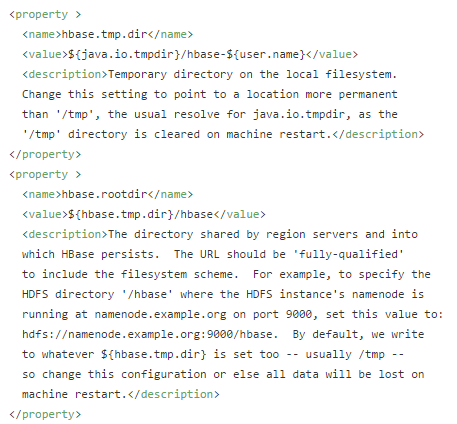 <property >
<name>hbase.tmp.dir</name>
<value>${java.io.tmpdir}/hbase-${user.name}</value>
<description>Temporary directory on the local filesystem.
Change this setting to point to a location more permanent
than '/tmp', the usual resolve for java.io.tmpdir, as the
'/tmp' directory is cleared on machine restart.</description>
</property>
<property >
<name>hbase.rootdir</name>
<value>${hbase.tmp.dir}/hbase</value>
<description>The directory shared by region servers and into
which HBase persists.  The URL should be 'fully-qualified'
to include the filesystem scheme.  For example, to specify the
HDFS directory '/hbase' where the HDFS instance's namenode is
running at namenode.example.org on port 9000, set this value to:
hdfs://namenode.example.org:9000/hbase.  By default, we write
to whatever ${hbase.tmp.dir} is set too -- usually /tmp --
so change this configuration or else all data will be lost on
machine restart.</description>
</property>